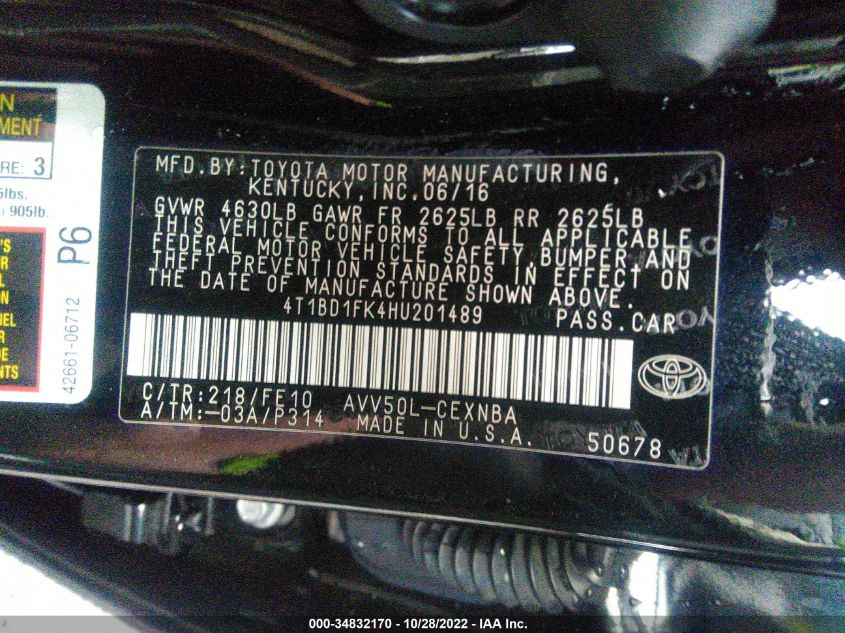 N
MENT
RE: 3
5lbs.
/ 905lb.
P6
42661-06712
MFD.BY:TOYOTA MOTOR MANUFACTURING,
KENTUCKY,INC.06/16
GVWR 4630LB GAWR FR 2625LB RR 2625LB
THIS VEHICLE CONFORMS TO ALL APPLICABLE
FEDERAL MOTOR VEHICLE SAFETY,BUMPER AND
THEFT PREVENTION STANDARDS IN EFFECT ON
THE DATE OF MANUFACTURE SHOWN ABOVE.
4T1BD1FK4HU201489 PASS.CAR
C/TR:218/FE10 AVV50L-CEXNBA
A/TM:-03A/P314 MADE IN U.S.A.
50678
000-34832170 - 10/28/2022 - IAA Inc.